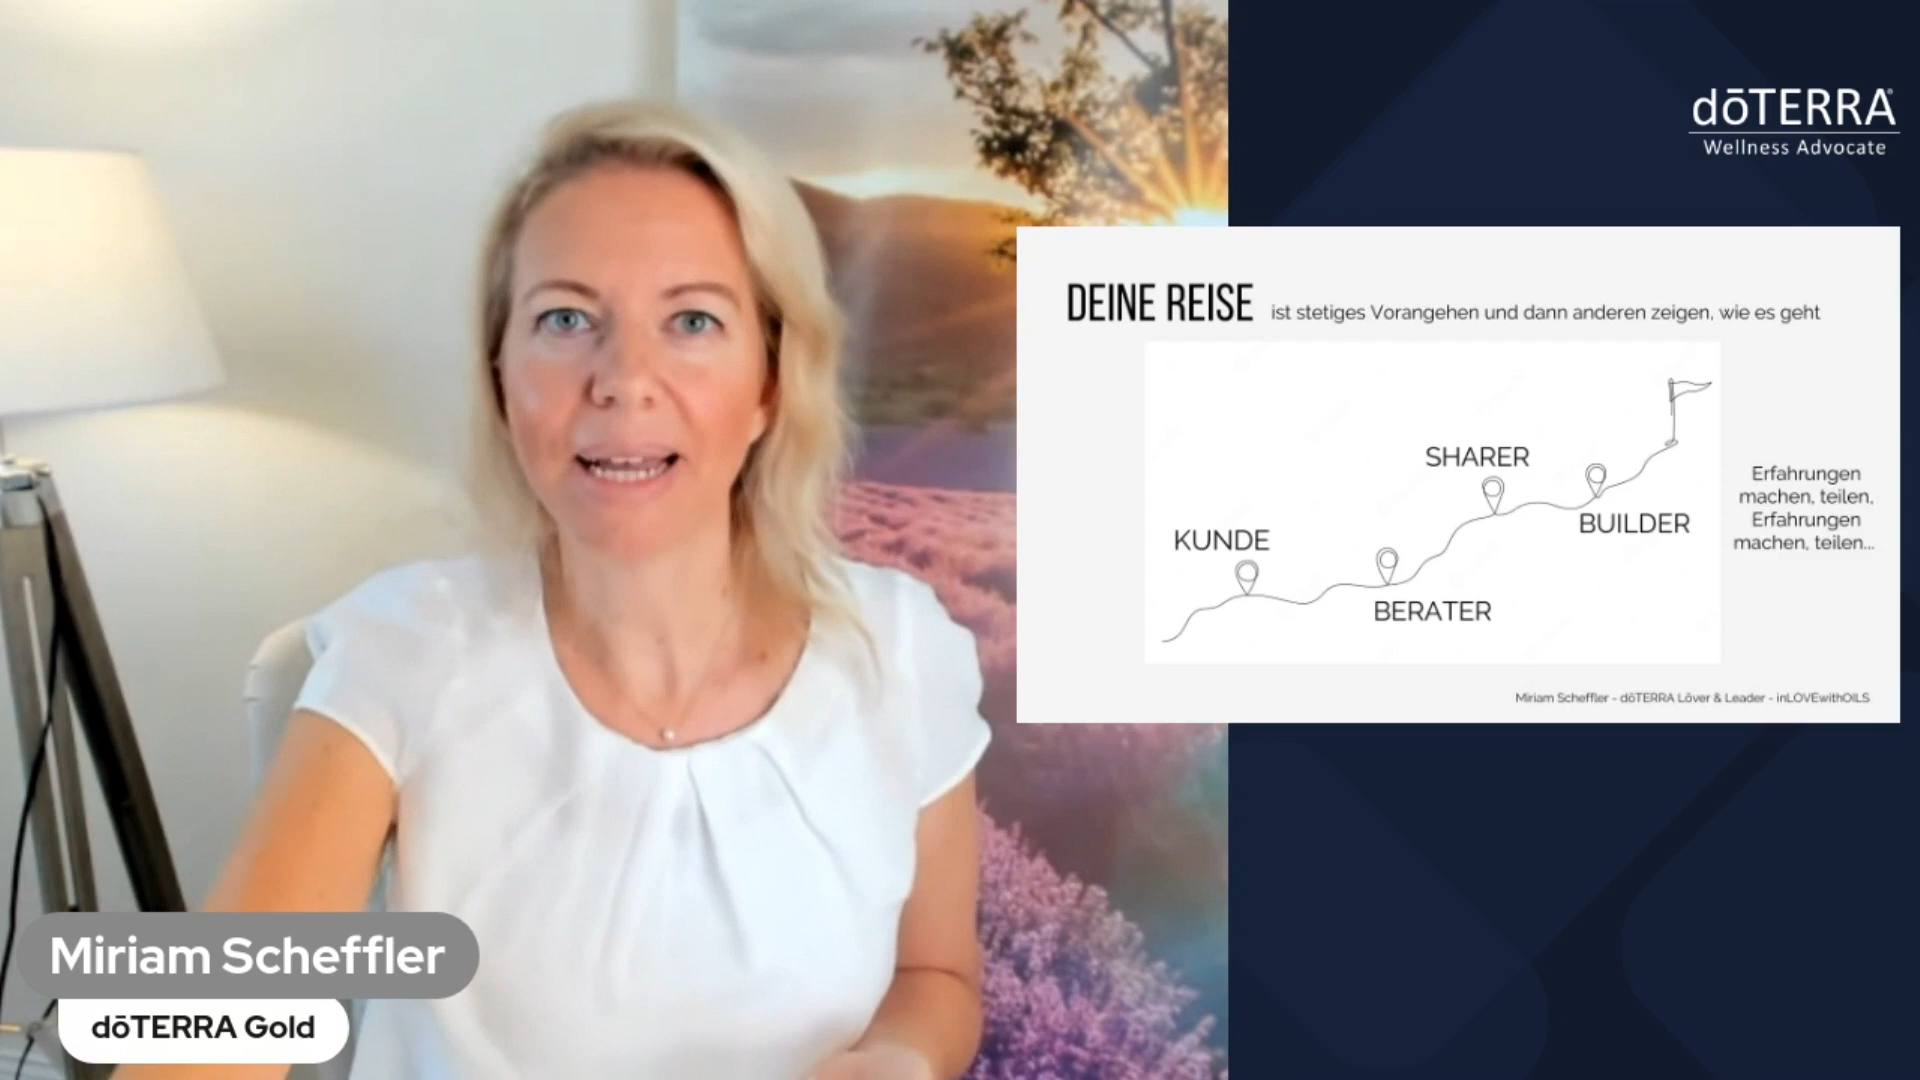 dōTERRA
Wellness Advocate
DEINE REISE ist stetiges Vorangehen und dann anderen zeigen, wie es geht
SHARER
KUNDE
BUILDER
BERATER
Erfahrungen
machen, teilen,
Erfahrungen
machen, teilen...
Miriam Scheffler - dōTERRA Löver & Leader - inLOVEwithOILS
Miriam Scheffler
dōTERRA Gold